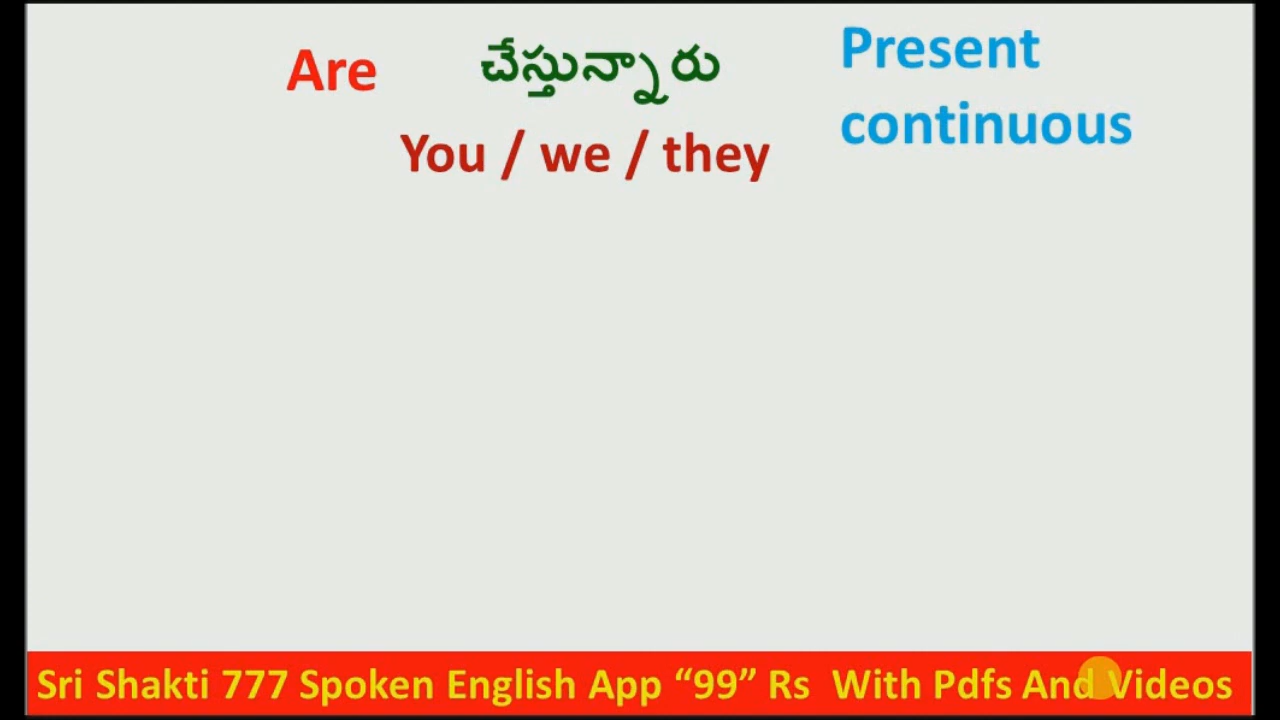 Are చేస్తున్నారు Present
continuous
You / we / they
Sri Shakti 777 Spoken English App “99” Rs With Pdfs And Videos